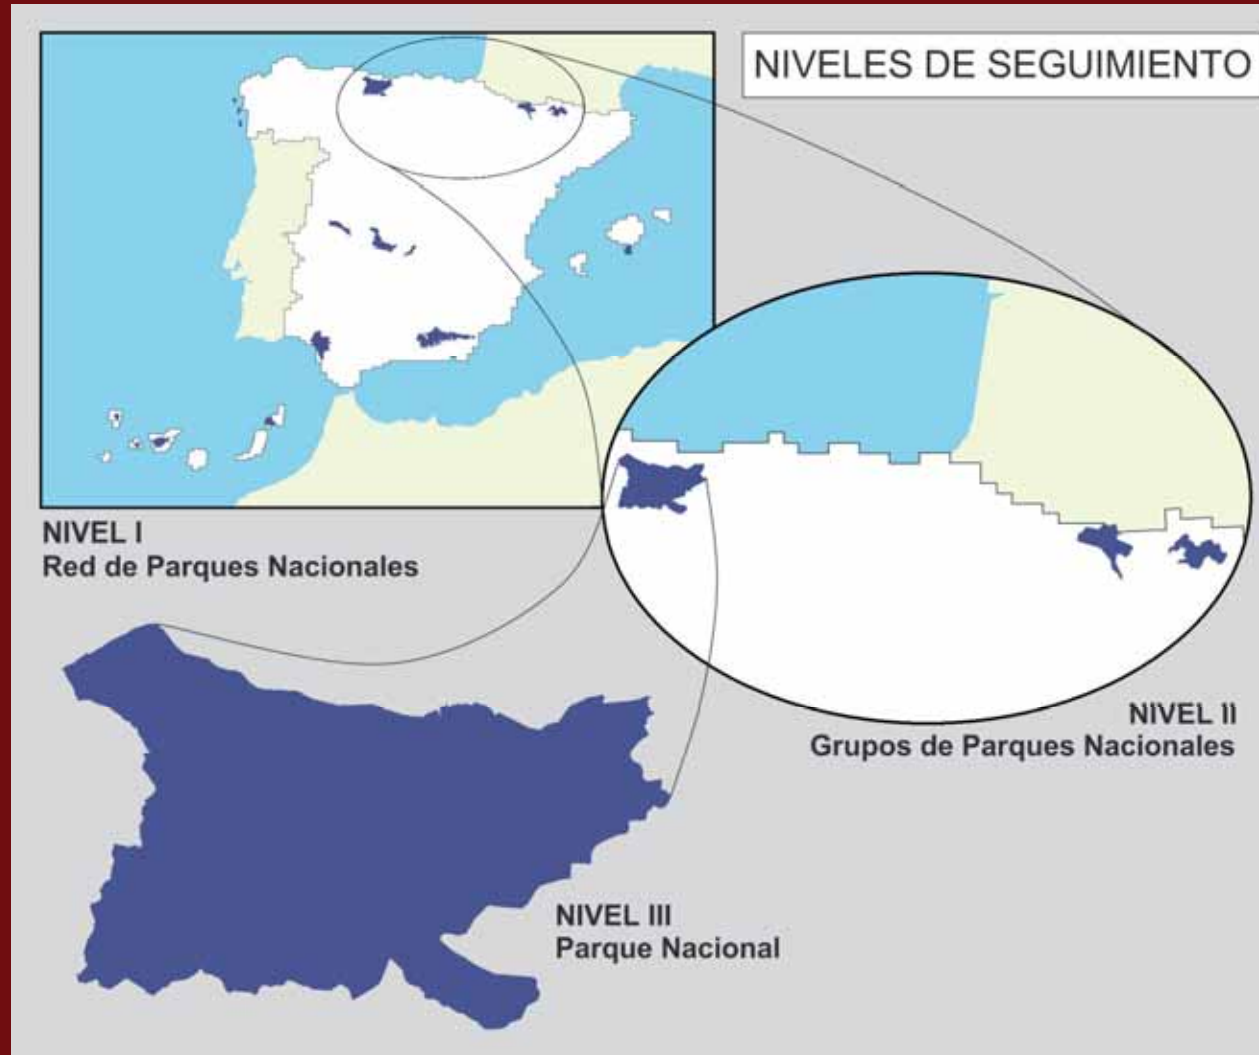 NIVELES DE SEGUIMIENTO
NIVEL I
Red de Parques Nacionales
NIVEL II
Grupos de Parques Nacionales
NIVEL III
Parque Nacional